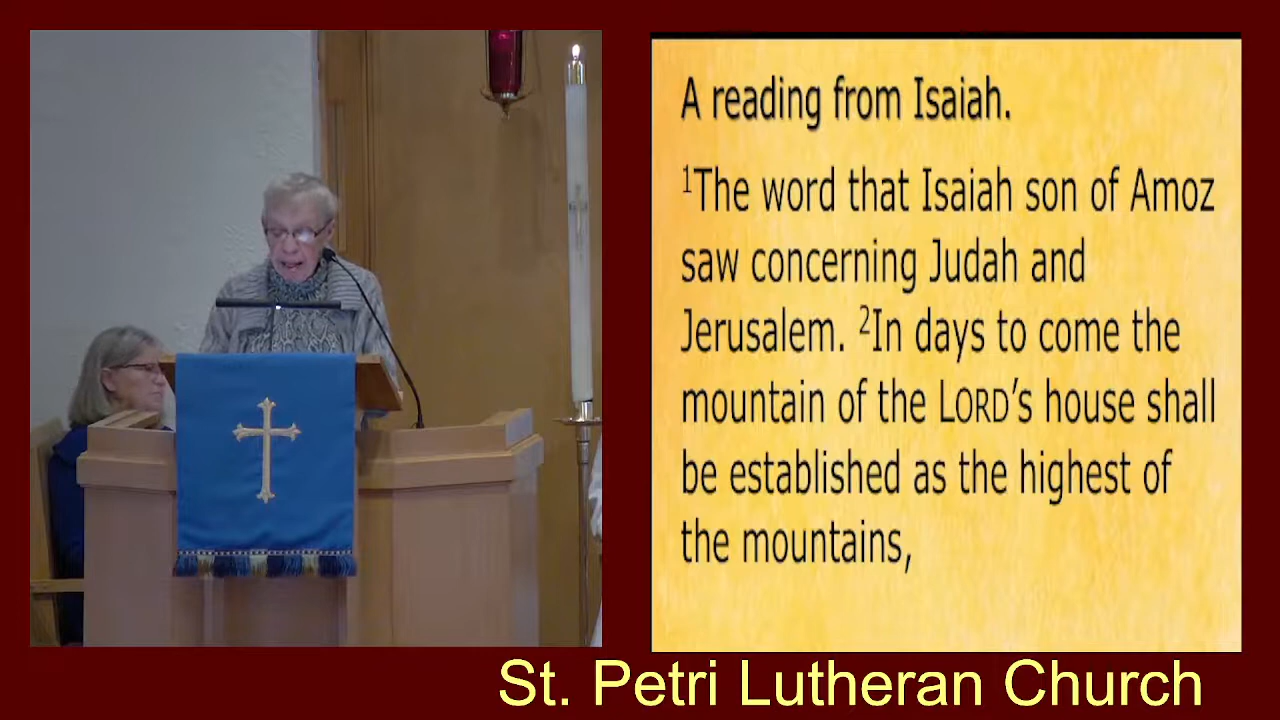 A reading from Isaiah.
¹The word that Isaiah son of Amoz
saw concerning Judah and
Jerusalem. ²In days to come the
mountain of the LORD’s house shall
be established as the highest of
the mountains,
St. Petri Lutheran Church